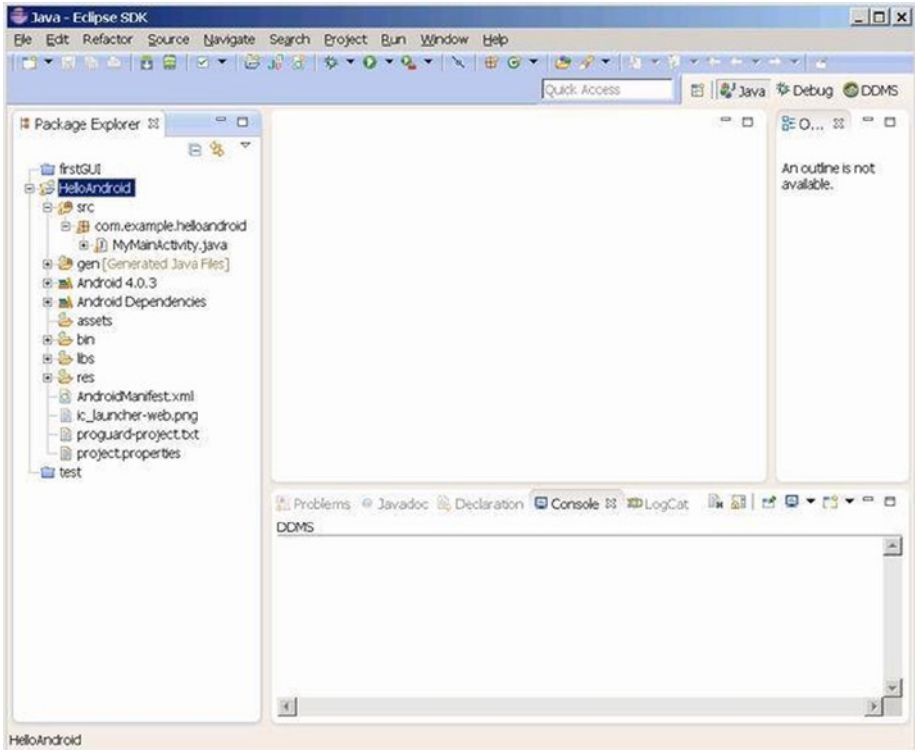 Java - Eclipse SDK
File Edit Refactor Source Navigate Search Project Run Window Help
Quick Access Java Debug DDMS
Package Explorer
O...
firstGUI
HelloAndroid
src
com.example.helloandroid
MyMainActivity.java
gen [Generated Java Files]
Android 4.0.3
Android Dependencies
assets
bin
libs
res
AndroidManifest.xml
ic_launcher-web.png
proguard-project.txt
project.properties
test
An outline is not
available.
Problems Javadoc Declaration Console LogCat
DDMS
HelloAndroid